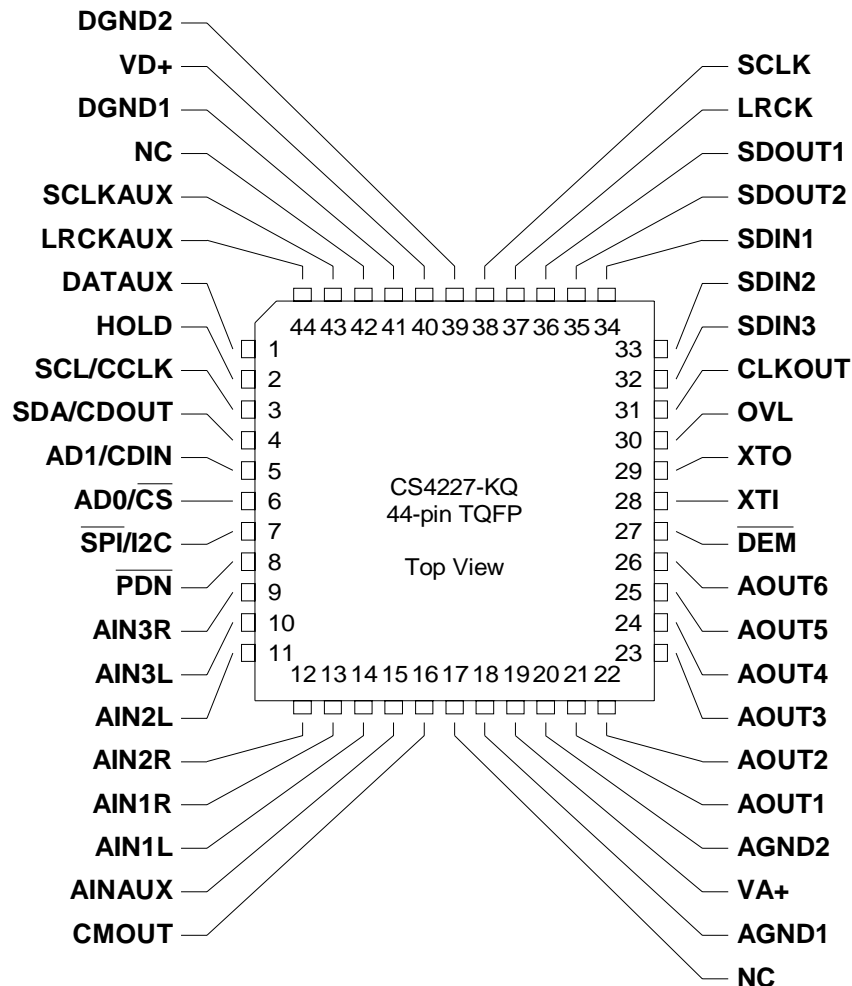 DGND2
VD+
DGND1
NC
SCLKAUX
LRCKAUX
DATAUX
HOLD
SCL/CCLK
SDA/CDOUT
AD1/CDIN
AD0/C̅S̅
S̅P̅I̅/I2C
P̅D̅N̅
AIN3R
AIN3L
AIN2L
AIN2R
AIN1R
AIN1L
AINAUX
CMOUT
SCLK
LRCK
SDOUT1
SDOUT2
SDIN1
SDIN2
SDIN3
CLKOUT
OVL
XTO
XTI
D̅E̅M̅
AOUT6
AOUT5
AOUT4
AOUT3
AOUT2
AOUT1
AGND2
VA+
AGND1
NC
44 43 42 41 40 39 38 37 36 35 34
1
2
3
4
5
6
7
8
9
10
11
33
32
31
30
29
28
27
26
25
24
23
CS4227-KQ
44-pin TQFP
Top View
12 13 14 15 16 17 18 19 20 21 22